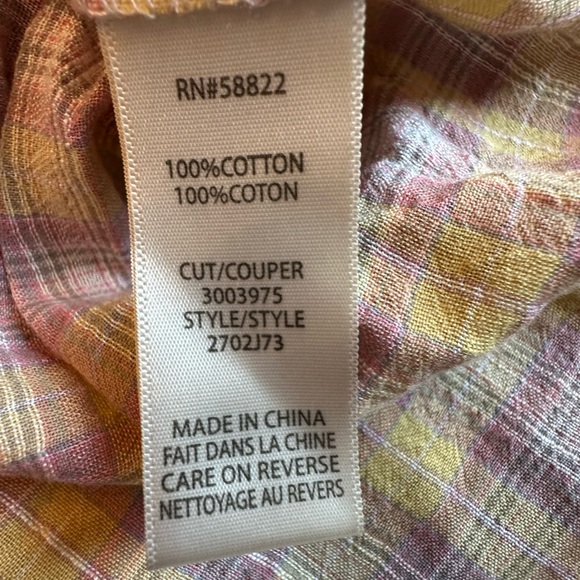 RN#58822
100%COTTON
100%COTON
CUT/COUPER
3003975
STYLE/STYLE
2702J73
MADE IN CHINA
FAIT DANS LA CHINE
CARE ON REVERSE
NETTOYAGE AU REVERS